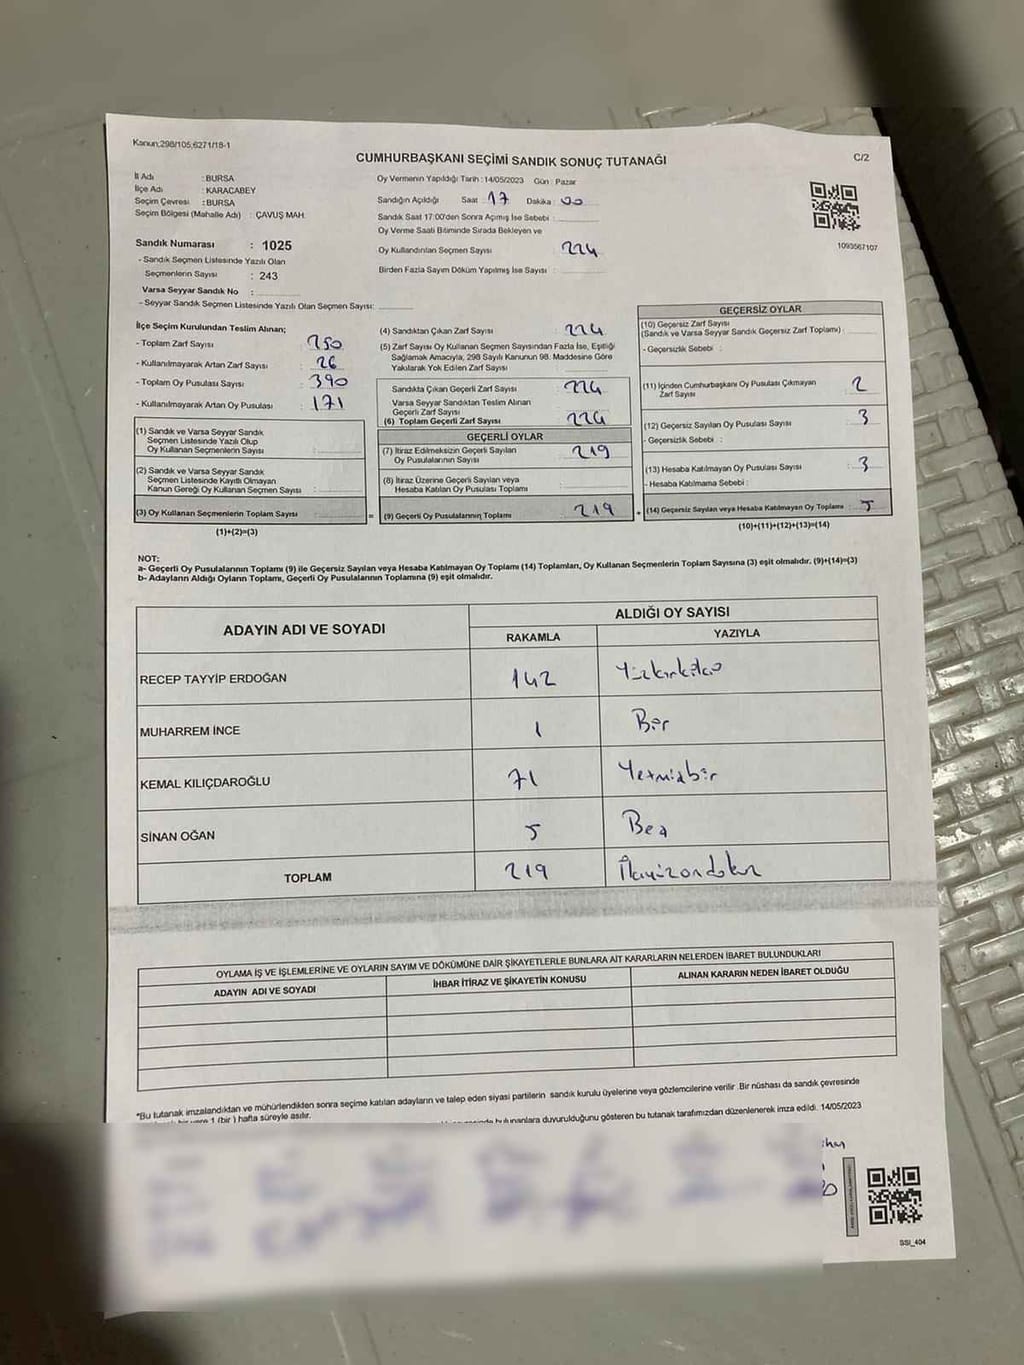 Kanun;298/105;6271/18-1
CUMHURBAŞKANI SEÇİMİ SANDIK SONUÇ TUTANAĞI
C/2
İl Adı : BURSA
İlçe Adı : KARACABEY
Seçim Çevresi : BURSA
Seçim Bölgesi (Mahalle Adı) : ÇAVUŞ MAH.
Sandık Numarası : 1025
- Sandık Seçmen Listesinde Yazılı Olan
Seçmenlerin Sayısı : 243
Varsa Seyyar Sandık No :
- Seyyar Sandık Seçmen Listesinde Yazılı Olan Seçmen Sayısı:
Oy Vermenin Yapıldığı Tarih : 14/05/2023 Gün : Pazar
Sandığın Açıldığı Saat : 17 Dakika : 00
Sandık Saat 17:00'den Sonra Açımış İse Sebebi :
Oy Verme Saati Bitiminde Sırada Bekleyen ve
Oy Kullandırılan Seçmen Sayısı 224
Birden Fazla Sayım Döküm Yapılmış İse Sayısı :
1093567107
İlçe Seçim Kurulundan Teslim Alınan;
- Toplam Zarf Sayısı : 250
- Kullanılmayarak Artan Zarf Sayısı : 26
- Toplam Oy Pusulası Sayısı : 390
- Kullanılmayarak Artan Oy Pusulası : 171
(1) Sandık ve Varsa Seyyar Sandık
Seçmen Listesinde Yazılı Olup
Oy Kullanan Seçmenlerin Sayısı :
(2) Sandık ve Varsa Seyyar Sandık
Seçmen Listesinde Kayıtlı Olmayan
Kanun Gereği Oy Kullanan Seçmen Sayısı :
(3) Oy Kullanan Seçmenlerin Toplam Sayısı =
(1)+(2)=(3)
(4) Sandıktan Çıkan Zarf Sayısı : 224
(5) Zarf Sayısı Oy Kullanan Seçmen Sayısından Fazla İse, Eşitliği
Sağlamak Amacıyla, 298 Sayılı Kanunun 98. Maddesine Göre
Yakılarak Yok Edilen Zarf Sayısı :
Sandıkta Çıkan Geçerli Zarf Sayısı : 224
Varsa Seyyar Sandıktan Teslim Alınan
Geçerli Zarf Sayısı :
(6) Toplam Geçerli Zarf Sayısı : 224
GEÇERLİ OYLAR
(7) İtiraz Edilmeksizin Geçerli Sayılan
Oy Pusulalarının Sayısı : 219
(8) İtiraz Üzerine Geçerli Sayılan veya
Hesaba Katılan Oy Pusulası Toplamı :
(9) Geçerli Oy Pusulalarının Toplamı : 219 +
GEÇERSİZ OYLAR
(10) Geçersiz Zarf Sayısı
(Sandık ve Varsa Seyyar Sandık Geçersiz Zarf Toplamı) :
- Geçersizlik Sebebi :
(11) İçinden Cumhurbaşkanı Oy Pusulası Çıkmayan
Zarf Sayısı : 2
(12) Geçersiz Sayılan Oy Pusulası Sayısı : 3
- Geçersizlik Sebebi :
(13) Hesaba Katılmayan Oy Pusulası Sayısı : 3
- Hesaba Katılmama Sebebi :
(14) Geçersiz Sayılan veya Hesaba Katılmayan Oy Toplamı : 5
(10)+(11)+(12)+(13)=(14)
NOT:
a- Geçerli Oy Pusulalarının Toplamı (9) ile Geçersiz Sayılan veya Hesaba Katılmayan Oy Toplamı (14) Toplamları, Oy Kullanan Seçmenlerin Toplam Sayısına (3) eşit olmalıdır. (9)+(14)=(3)
b- Adayların Aldığı Oyların Toplamı, Geçerli Oy Pusulalarının Toplamına (9) eşit olmalıdır.
ADAYIN ADI VE SOYADI
ALDIĞI OY SAYISI
RAKAMLA YAZIYLA
RECEP TAYYİP ERDOĞAN 142 Yüzkırkiki
MUHARREM İNCE 1 Bir
KEMAL KILIÇDAROĞLU 71 Yetmişbir
SİNAN OĞAN 5 Beş
TOPLAM 219 İkiyüzondokuz
OYLAMA İŞ VE İŞLEMLERİNE VE OYLARIN SAYIM VE DÖKÜMÜNE DAİR ŞİKAYETLERLE BUNLARA AİT KARARLARIN NELERDEN İBARET BULUNDUKLARI
ADAYIN ADI VE SOYADI İHBAR İTİRAZ VE ŞİKAYETİN KONUSU ALINAN KARARIN NEDEN İBARET OLDUĞU
*Bu tutanak imzalandıktan ve mühürlendikten sonra seçime katılan adayların ve talep eden siyasi partilerin sandık kurulu üyelerine veya gözlemcilerine verilir. Bir nüshası da sandık çevresinde
1 (bir) hafta süreyle asılır.
bulunanlara duyurulduğunu gösteren bu tutanak tarafımızdan düzenlenerek imza edildi. 14/05/2023
SSI_404